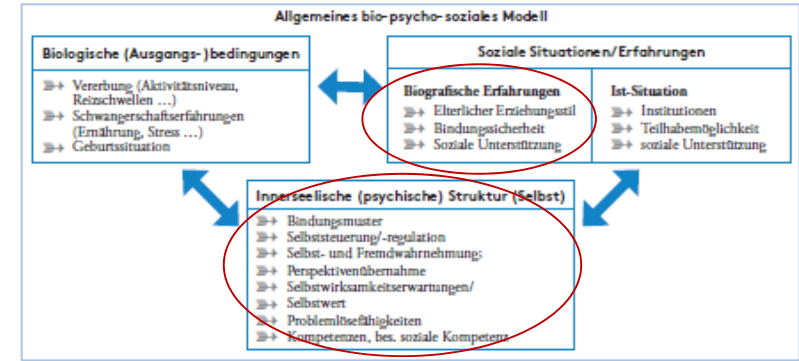 Allgemeines bio-psycho-soziales Modell
Biologische (Ausgangs-)bedingungen
Vererbung (Aktivitätsniveau,
Reizschwellen …)
Schwangerschaftserfahrungen
(Ernährung, Stress …)
Geburtssituation
Soziale Situationen/Erfahrungen
Biografische Erfahrungen
Elterlicher Erziehungsstil
Bindungssicherheit
Soziale Unterstützung
Ist-Situation
Institutionen
Teilhabemöglichkeit
soziale Unterstützung
Innerseelische (psychische) Struktur (Selbst)
Bindungsmuster
Selbststeuerung/-regulation
Selbst- und Fremdwahrnehmung;
Perspektivenübernahme
Selbstwirksamkeitserwartungen/
Selbstwert
Problemlösefähigkeiten
Kompetenzen, bes. soziale Kompetenz